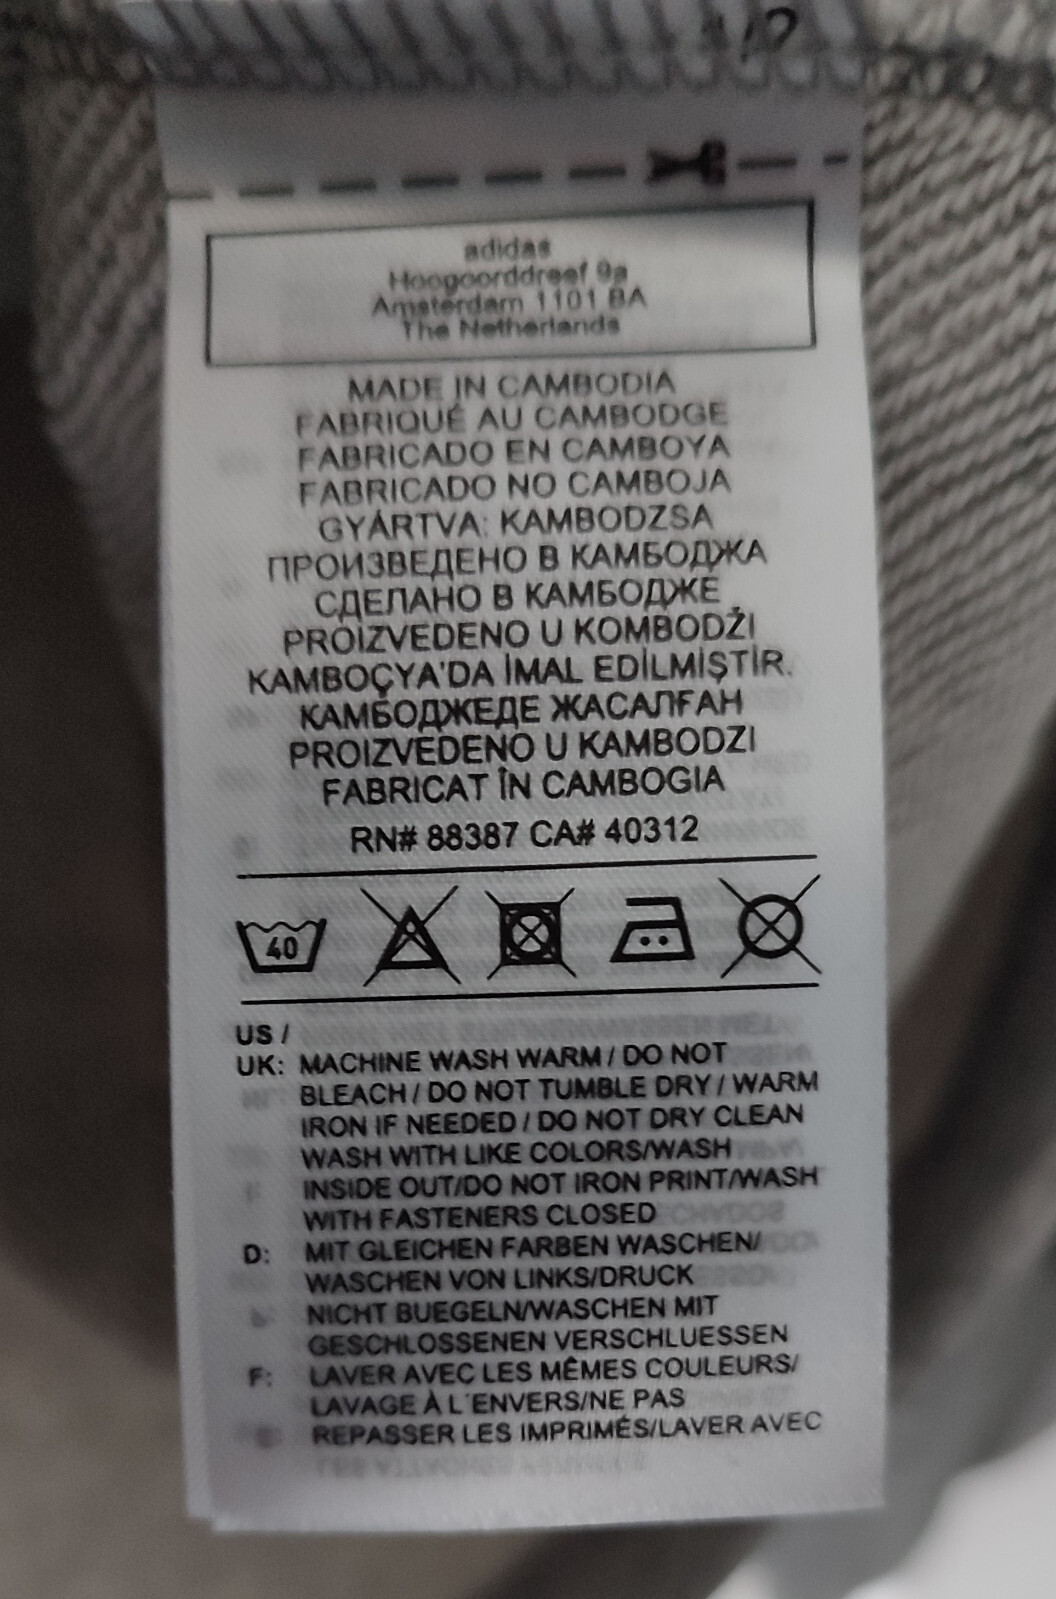 adidas
Hoogoorddreef 9a
Amsterdam 1101 BA
The Netherlands
MADE IN CAMBODIA
FABRIQUÉ AU CAMBODGE
FABRICADO EN CAMBOYA
FABRICADO NO CAMBOJA
GYÁRTVA: KAMBODZSA
ПРОИЗВЕДЕНО В КАМБОДЖА
СДЕЛАНО В КАМБОДЖЕ
PROIZVEDENO U KOMBODŽI
KAMBOÇYA'DA İMAL EDİLMİŞTİR.
КАМБОДЖЕДЕ ЖАСАЛҒАН
PROIZVEDENO U KAMBODZI
FABRICAT ÎN CAMBOGIA
RN# 88387 CA# 40312
40
US /
UK: MACHINE WASH WARM / DO NOT
BLEACH / DO NOT TUMBLE DRY / WARM
IRON IF NEEDED / DO NOT DRY CLEAN
WASH WITH LIKE COLORS/WASH
INSIDE OUT/DO NOT IRON PRINT/WASH
WITH FASTENERS CLOSED
D: MIT GLEICHEN FARBEN WASCHEN/
WASCHEN VON LINKS/DRUCK
NICHT BUEGELN/WASCHEN MIT
GESCHLOSSENEN VERSCHLUESSEN
F: LAVER AVEC LES MÊMES COULEURS/
LAVAGE À L'ENVERS/NE PAS
REPASSER LES IMPRIMÉS/LAVER AVEC